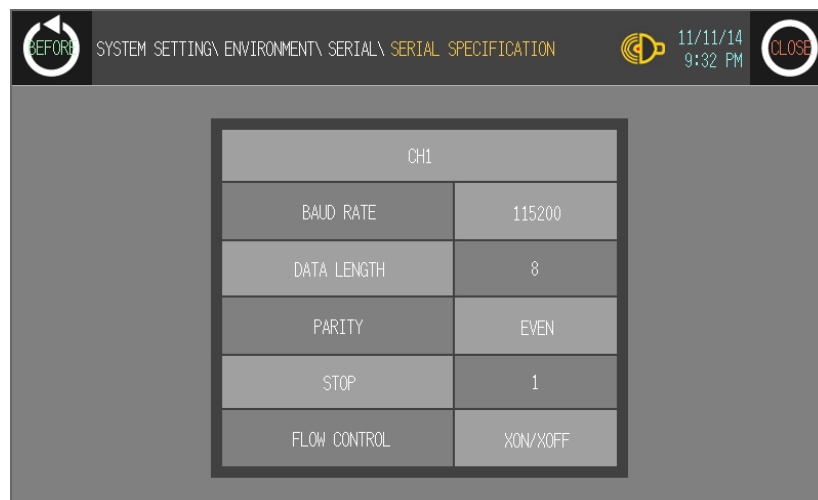 BEFORE
SYSTEM SETTING\ ENVIRONMENT\ SERIAL\ SERIAL SPECIFICATION
11/11/14
9:32 PM
CLOSE
CH1
BAUD RATE 115200
DATA LENGTH 8
PARITY EVEN
STOP 1
FLOW CONTROL XON/XOFF